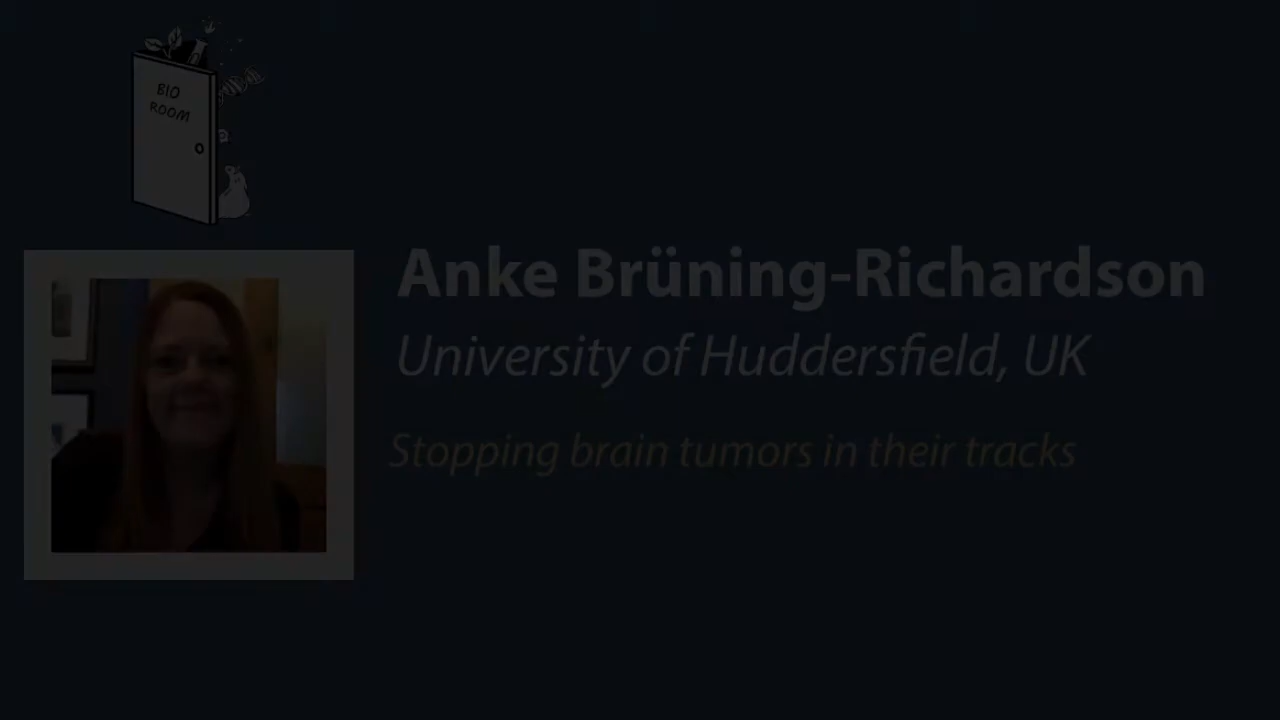 BIO
ROOM
Anke Brüning-Richardson
University of Huddersfield, UK
Stopping brain tumors in their tracks